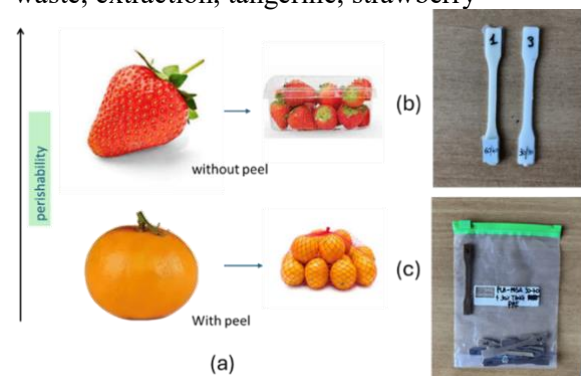 waste, extraction, tangerine, strawberry
perishability
without peel
(b)
1
3
With peel
(c)
(a)